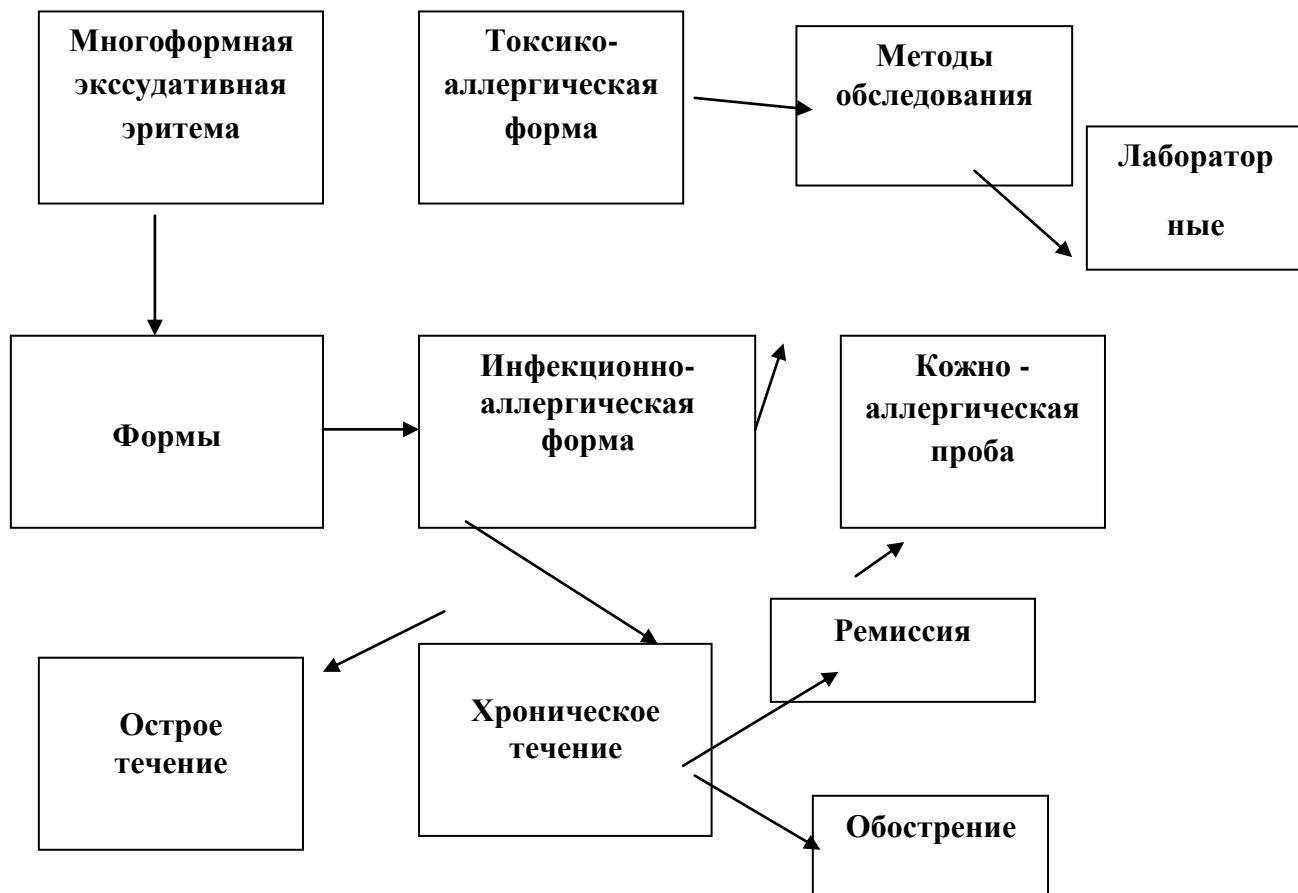 Многоформная
экссудативная
эритема
Токсико-
аллергическая
форма
Методы
обследования
Лаборатор
ные
Формы
Инфекционно-
аллергическая
форма
Кожно -
аллергическая
проба
Острое
течение
Хроническое
течение
Ремиссия
Обострение